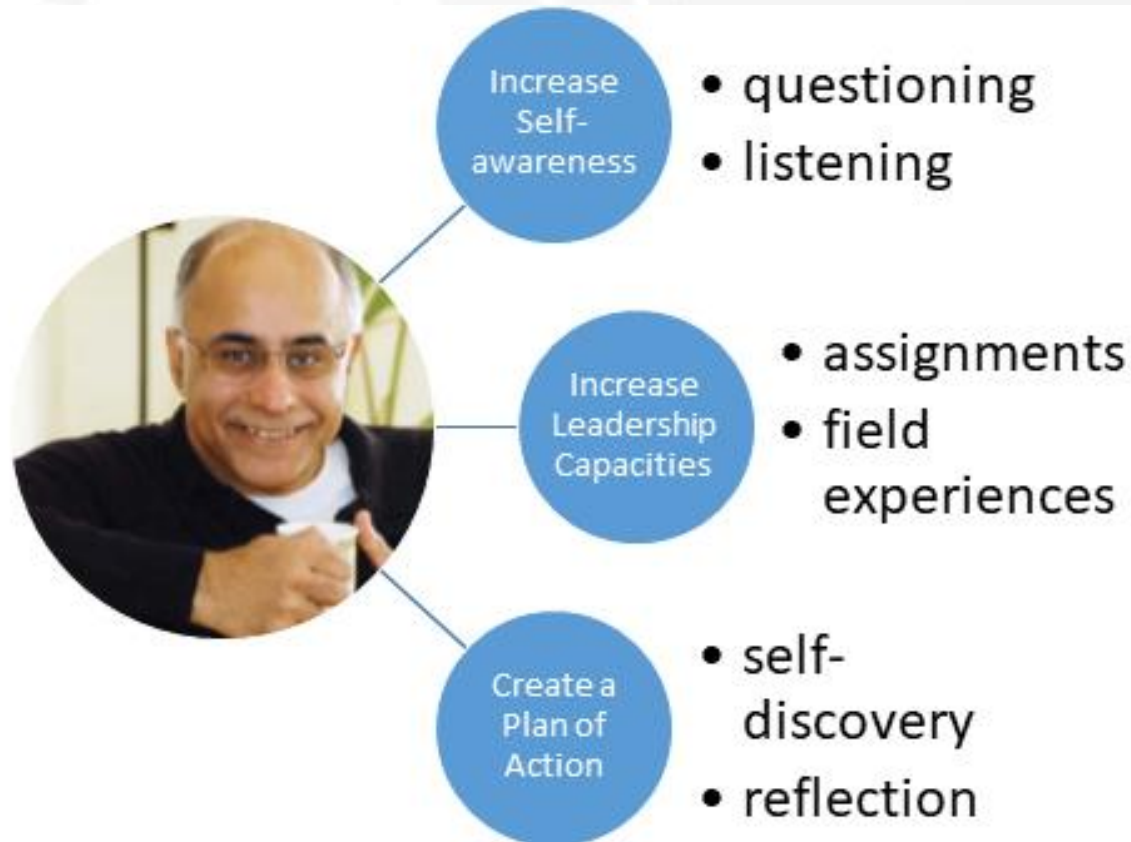 Increase
Self-
awareness
• questioning
• listening
Increase
Leadership
Capacities
• assignments
• field
experiences
Create a
Plan of
Action
• self-
discovery
• reflection